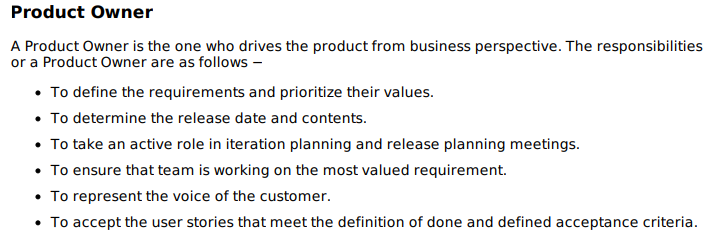 Product Owner
A Product Owner is the one who drives the product from business perspective. The responsibilities
or a Product Owner are as follows −
• To define the requirements and prioritize their values.
• To determine the release date and contents.
• To take an active role in iteration planning and release planning meetings.
• To ensure that team is working on the most valued requirement.
• To represent the voice of the customer.
• To accept the user stories that meet the definition of done and defined acceptance criteria.